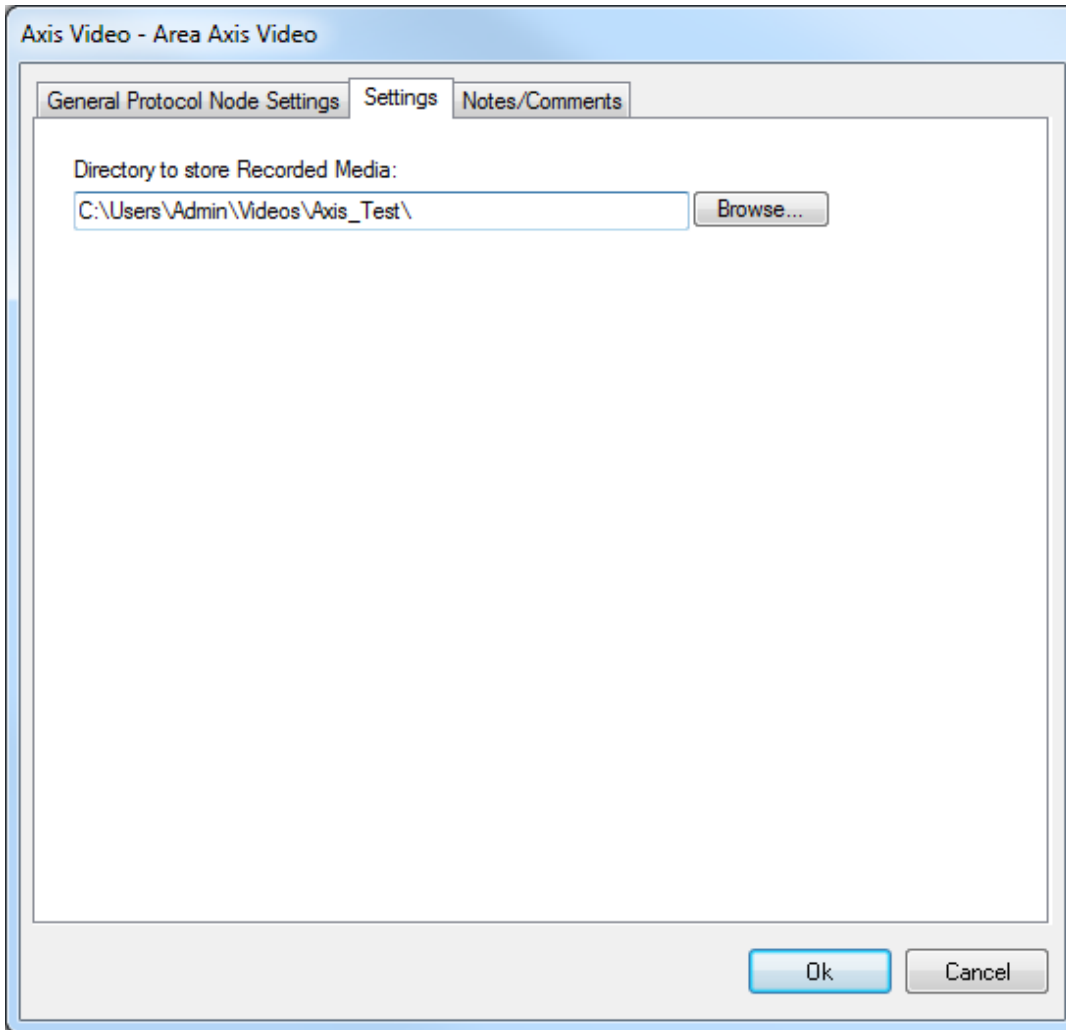 Axis Video - Area Axis Video
General Protocol Node Settings Settings Notes/Comments
Directory to store Recorded Media:
C:\Users\Admin\Videos\Axis_Test\ Browse...
Ok Cancel